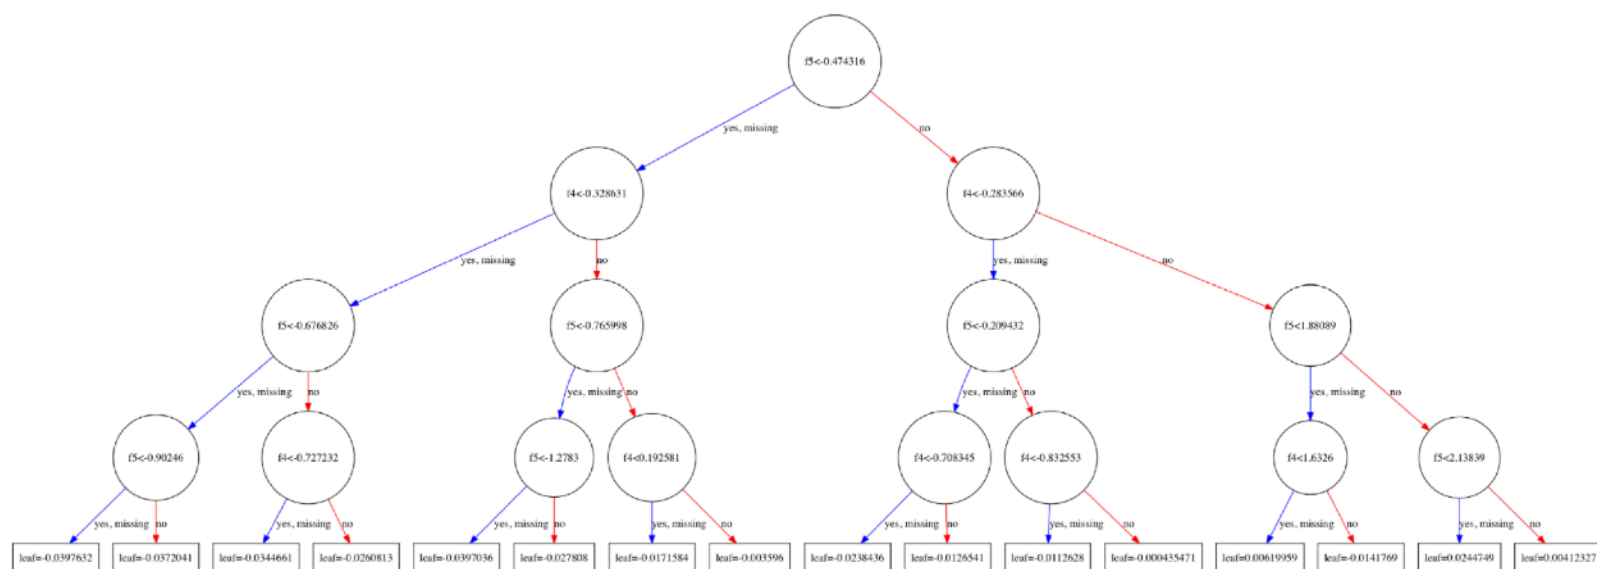 f5<-0.474316
yes, missing
no
f4<-0.328631
f4<-0.283566
yes, missing
no
yes, missing
no
f5<-0.676826
f5<-0.765998
f5<-0.209432
f5<1.88089
yes, missing
no
yes, missing
no
yes, missing
no
yes, missing
no
f5<-0.90246
f4<-0.727232
f5<-1.2783
f4<0.192581
f4<-0.708345
f4<-0.832553
f4<1.6326
f5<2.13839
yes, missing
no
yes, missing
no
yes, missing
no
yes, missing
no
yes, missing
no
yes, missing
no
yes, missing
no
yes, missing
no
leaf=-0.0397632
leaf=-0.0372041
leaf=-0.0344661
leaf=-0.0260813
leaf=-0.0397036
leaf=-0.027808
leaf=-0.0171584
leaf=-0.003596
leaf=-0.0238436
leaf=-0.0126541
leaf=-0.0112628
leaf=-0.000435471
leaf=0.00619959
leaf=-0.0141769
leaf=0.0244749
leaf=0.00412327